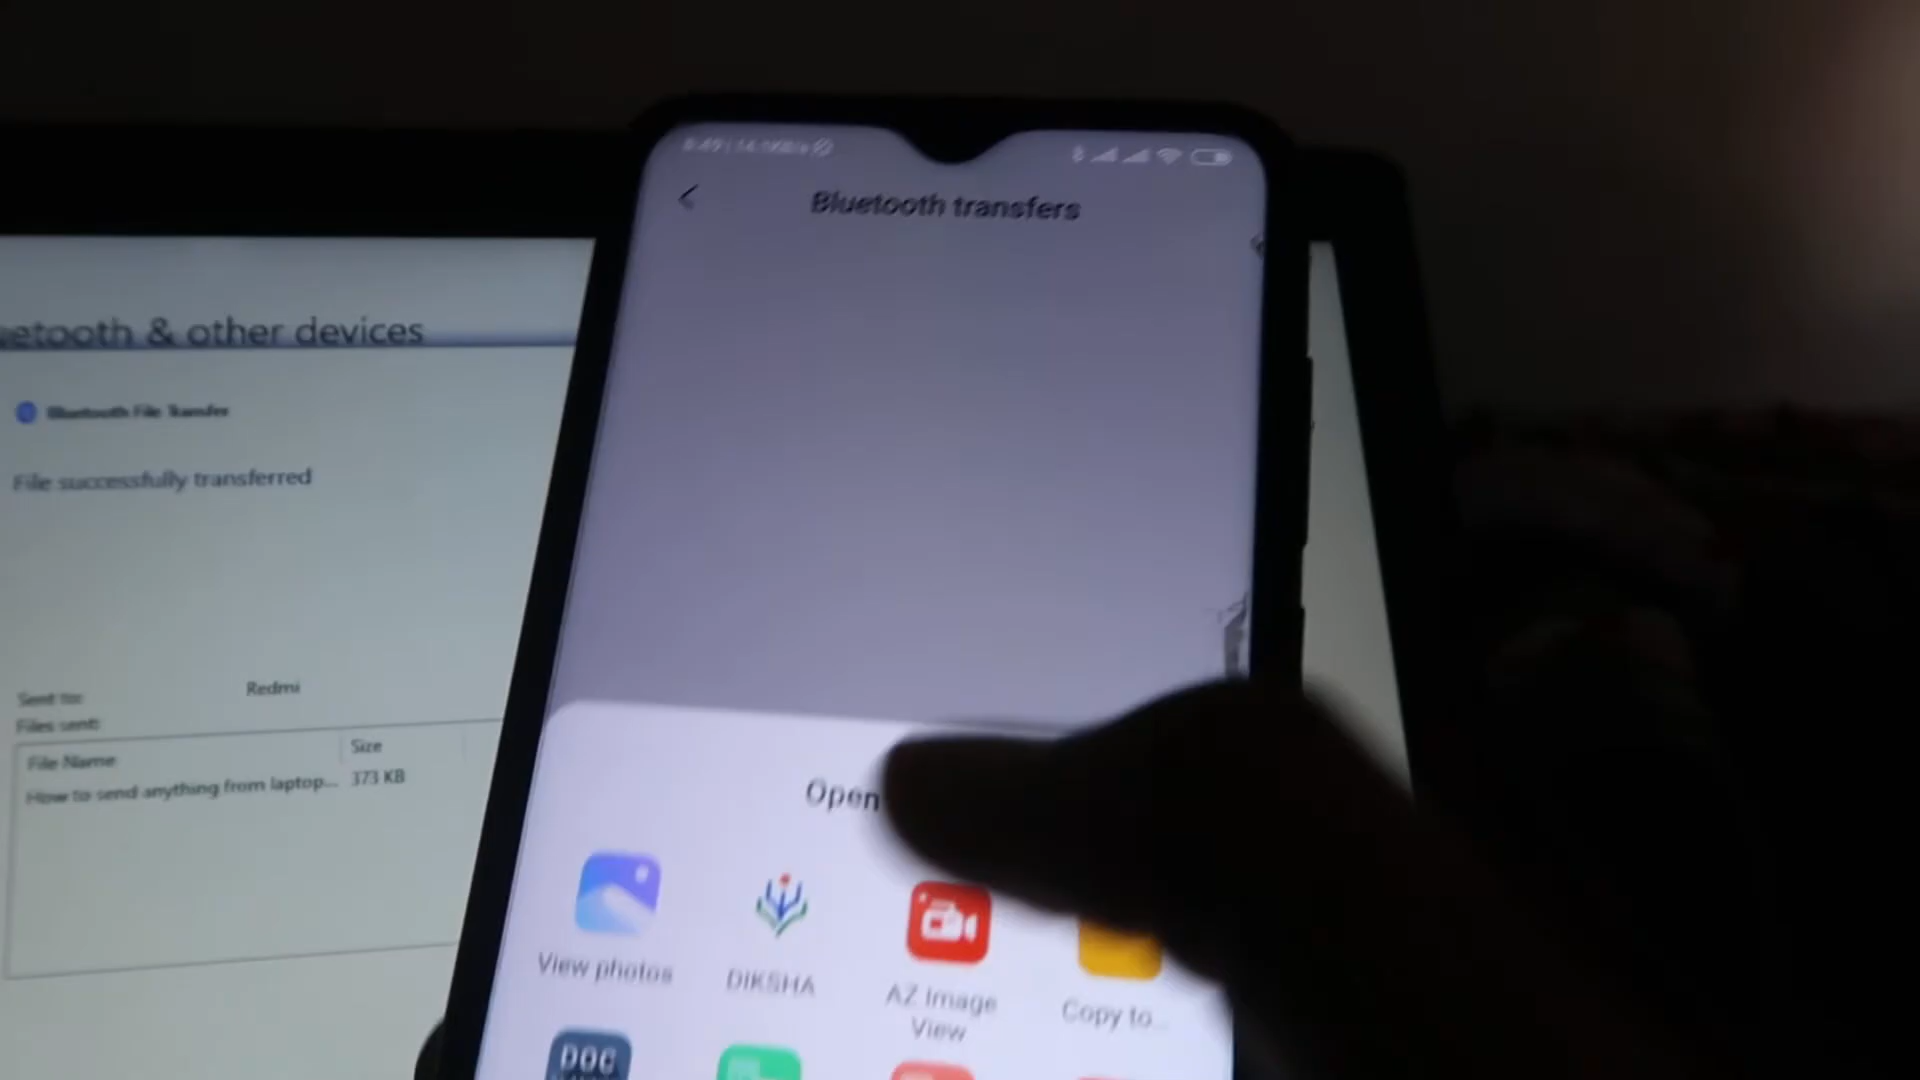 Bluetooth transfers
etooth & other devices
Bluetooth File Transfer
File successfully transferred
Sent to:
Redmi
Files sent:
File Name
Size
How to send anything from laptop...
373 KB
Open
View photos
DIKSHA
AZ Image
View
Copy to...
DOC